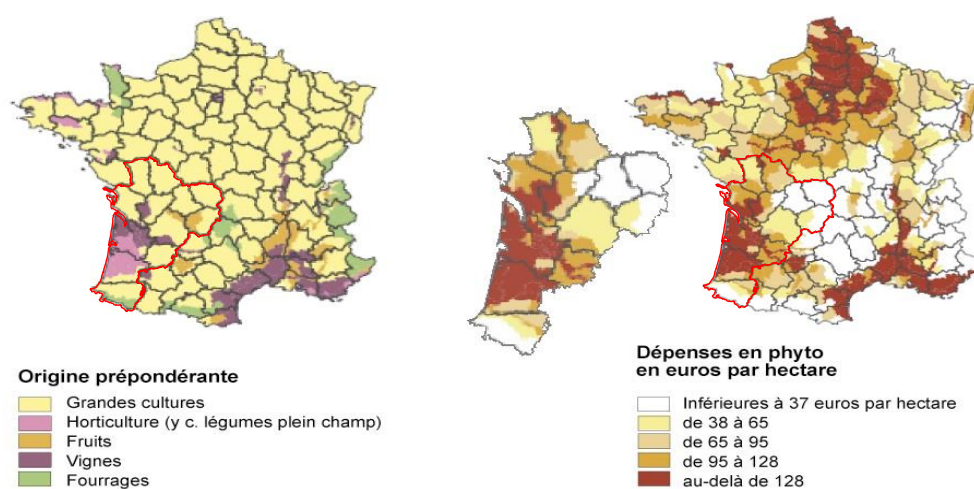 Origine prépondérante
Grandes cultures
Horticulture (y c. légumes plein champ)
Fruits
Vignes
Fourrages
Dépenses en phyto
en euros par hectare
Inférieures à 37 euros par hectare
de 38 à 65
de 65 à 95
de 95 à 128
au-delà de 128